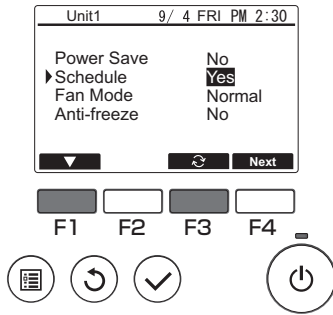 Unit1 9/ 4 FRI PM 2:30
Power Save No
Schedule Yes
Fan Mode Normal
Anti-freeze No
Next
F1 F2 F3 F4